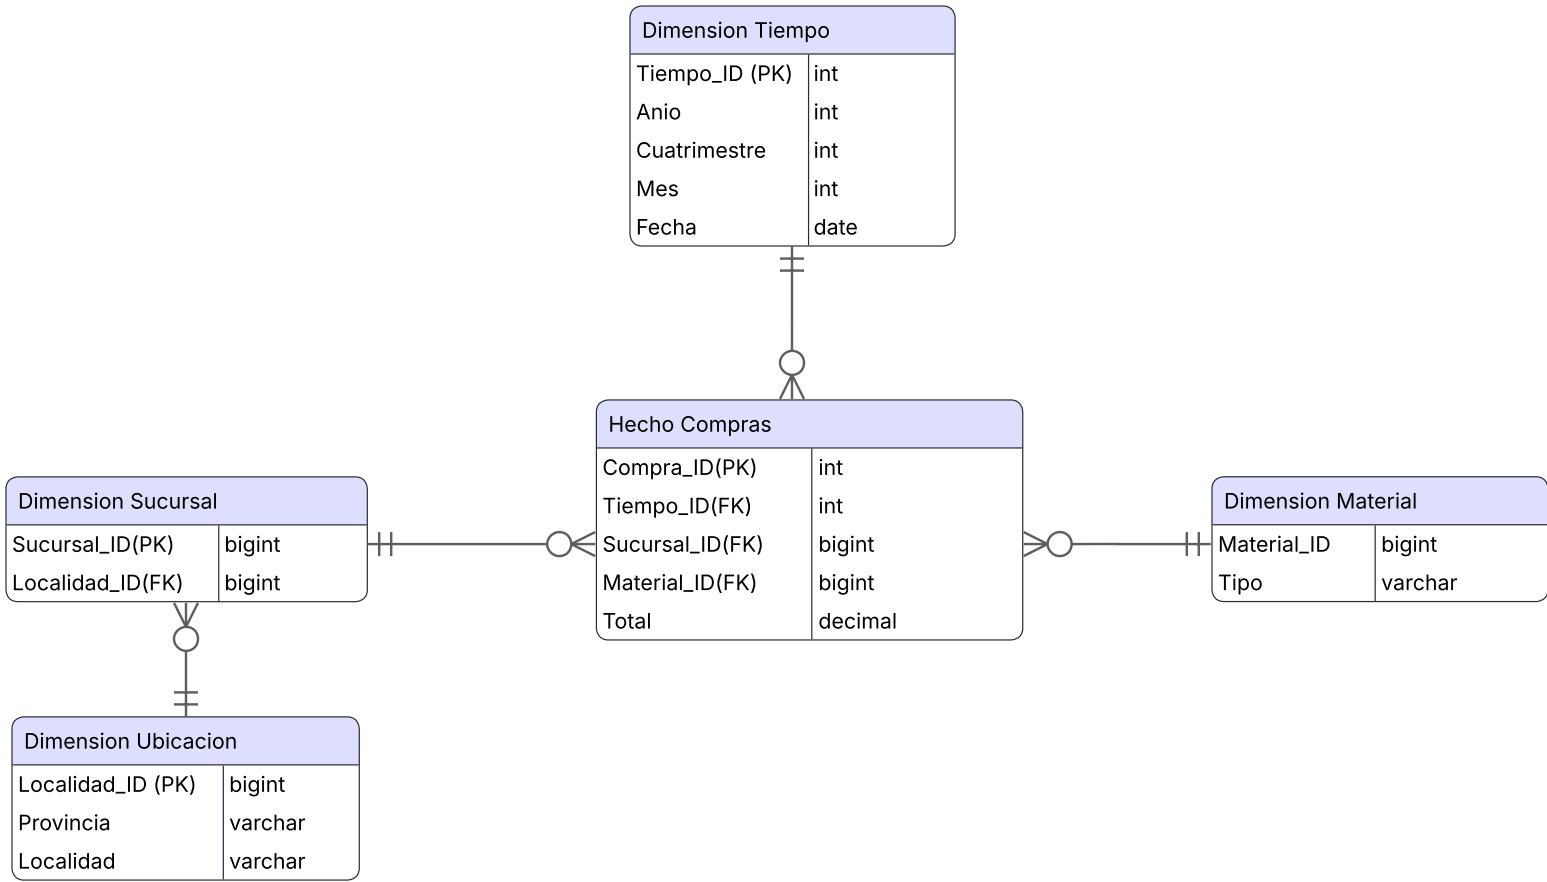 Dimension Tiempo
Tiempo_ID (PK) int
Anio int
Cuatrimestre int
Mes int
Fecha date
Hecho Compras
Compra_ID(PK) int
Tiempo_ID(FK) int
Sucursal_ID(FK) bigint
Material_ID(FK) bigint
Total decimal
Dimension Sucursal
Sucursal_ID(PK) bigint
Localidad_ID(FK) bigint
Dimension Material
Material_ID bigint
Tipo varchar
Dimension Ubicacion
Localidad_ID (PK) bigint
Provincia varchar
Localidad varchar